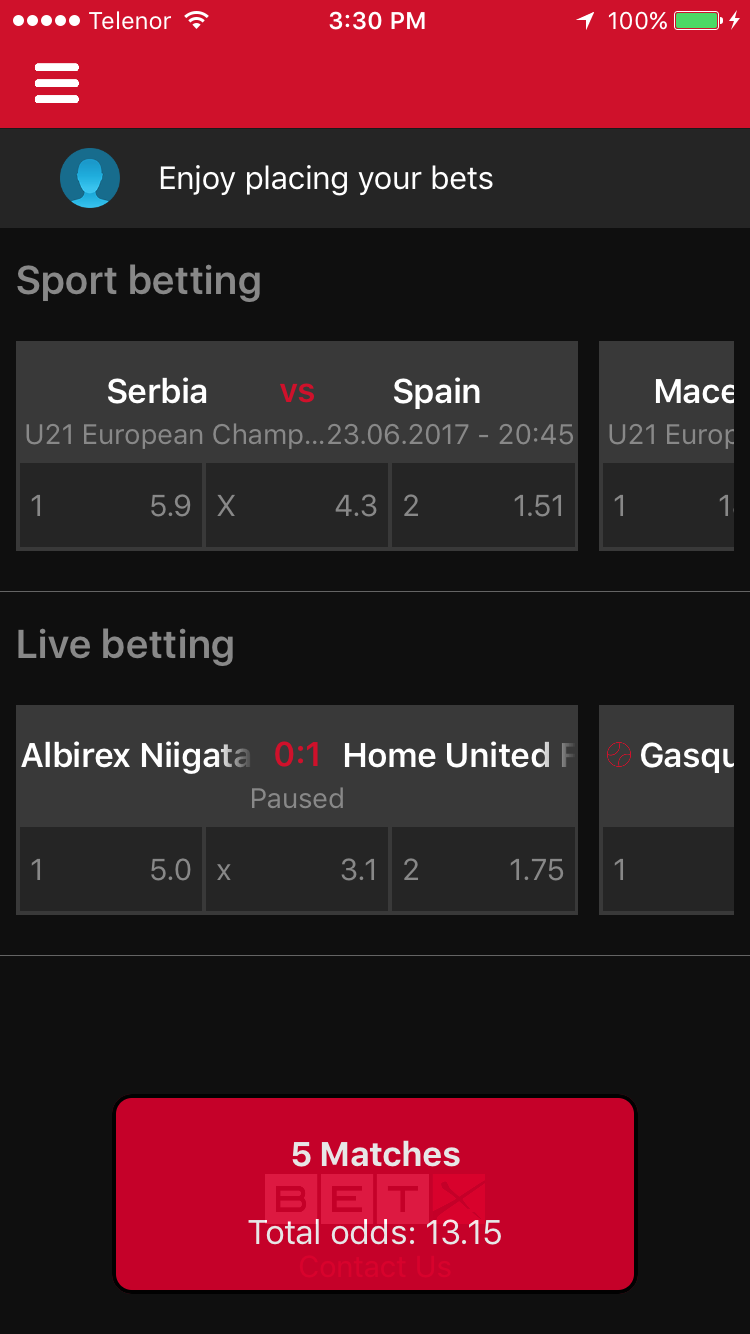 Telenor 3:30 PM 100%
Enjoy placing your bets
Sport betting
Serbia vs Spain
U21 European Champ...23.06.2017 - 20:45
1 5.9 X 4.3 2 1.51
Mace
U21 Europ
1 1
Live betting
Albirex Niigata 0:1 Home United F
Paused
1 5.0 x 3.1 2 1.75
Gasqu
1
5 Matches
BETX
Total odds: 13.15
Contact Us